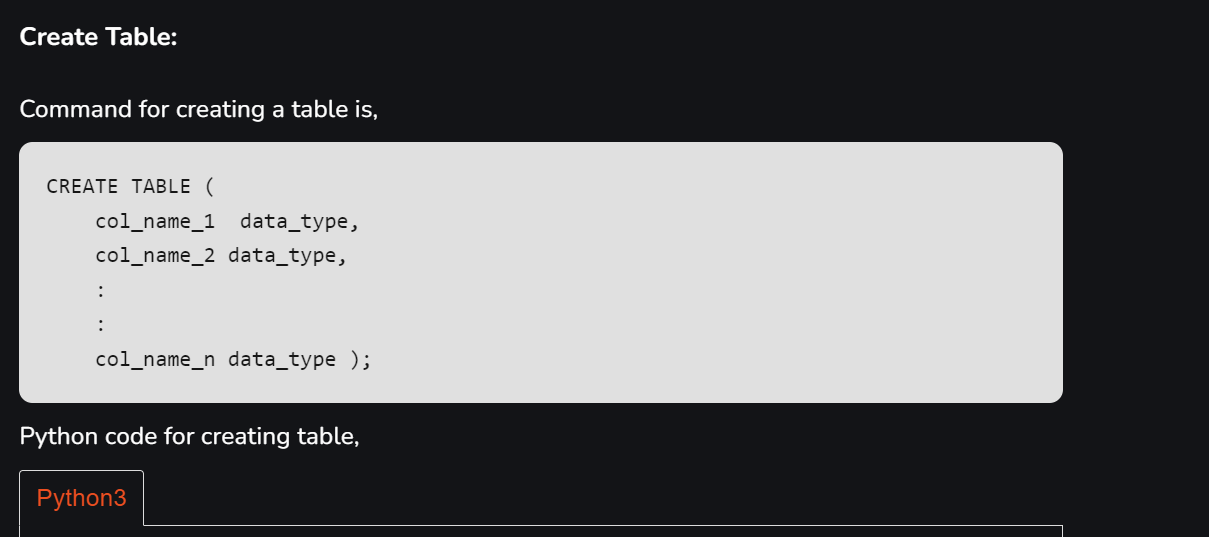 Create Table:
Command for creating a table is,
CREATE TABLE (
    col_name_1  data_type,
    col_name_2 data_type,
    :
    :
    col_name_n data_type );
Python code for creating table,
Python3